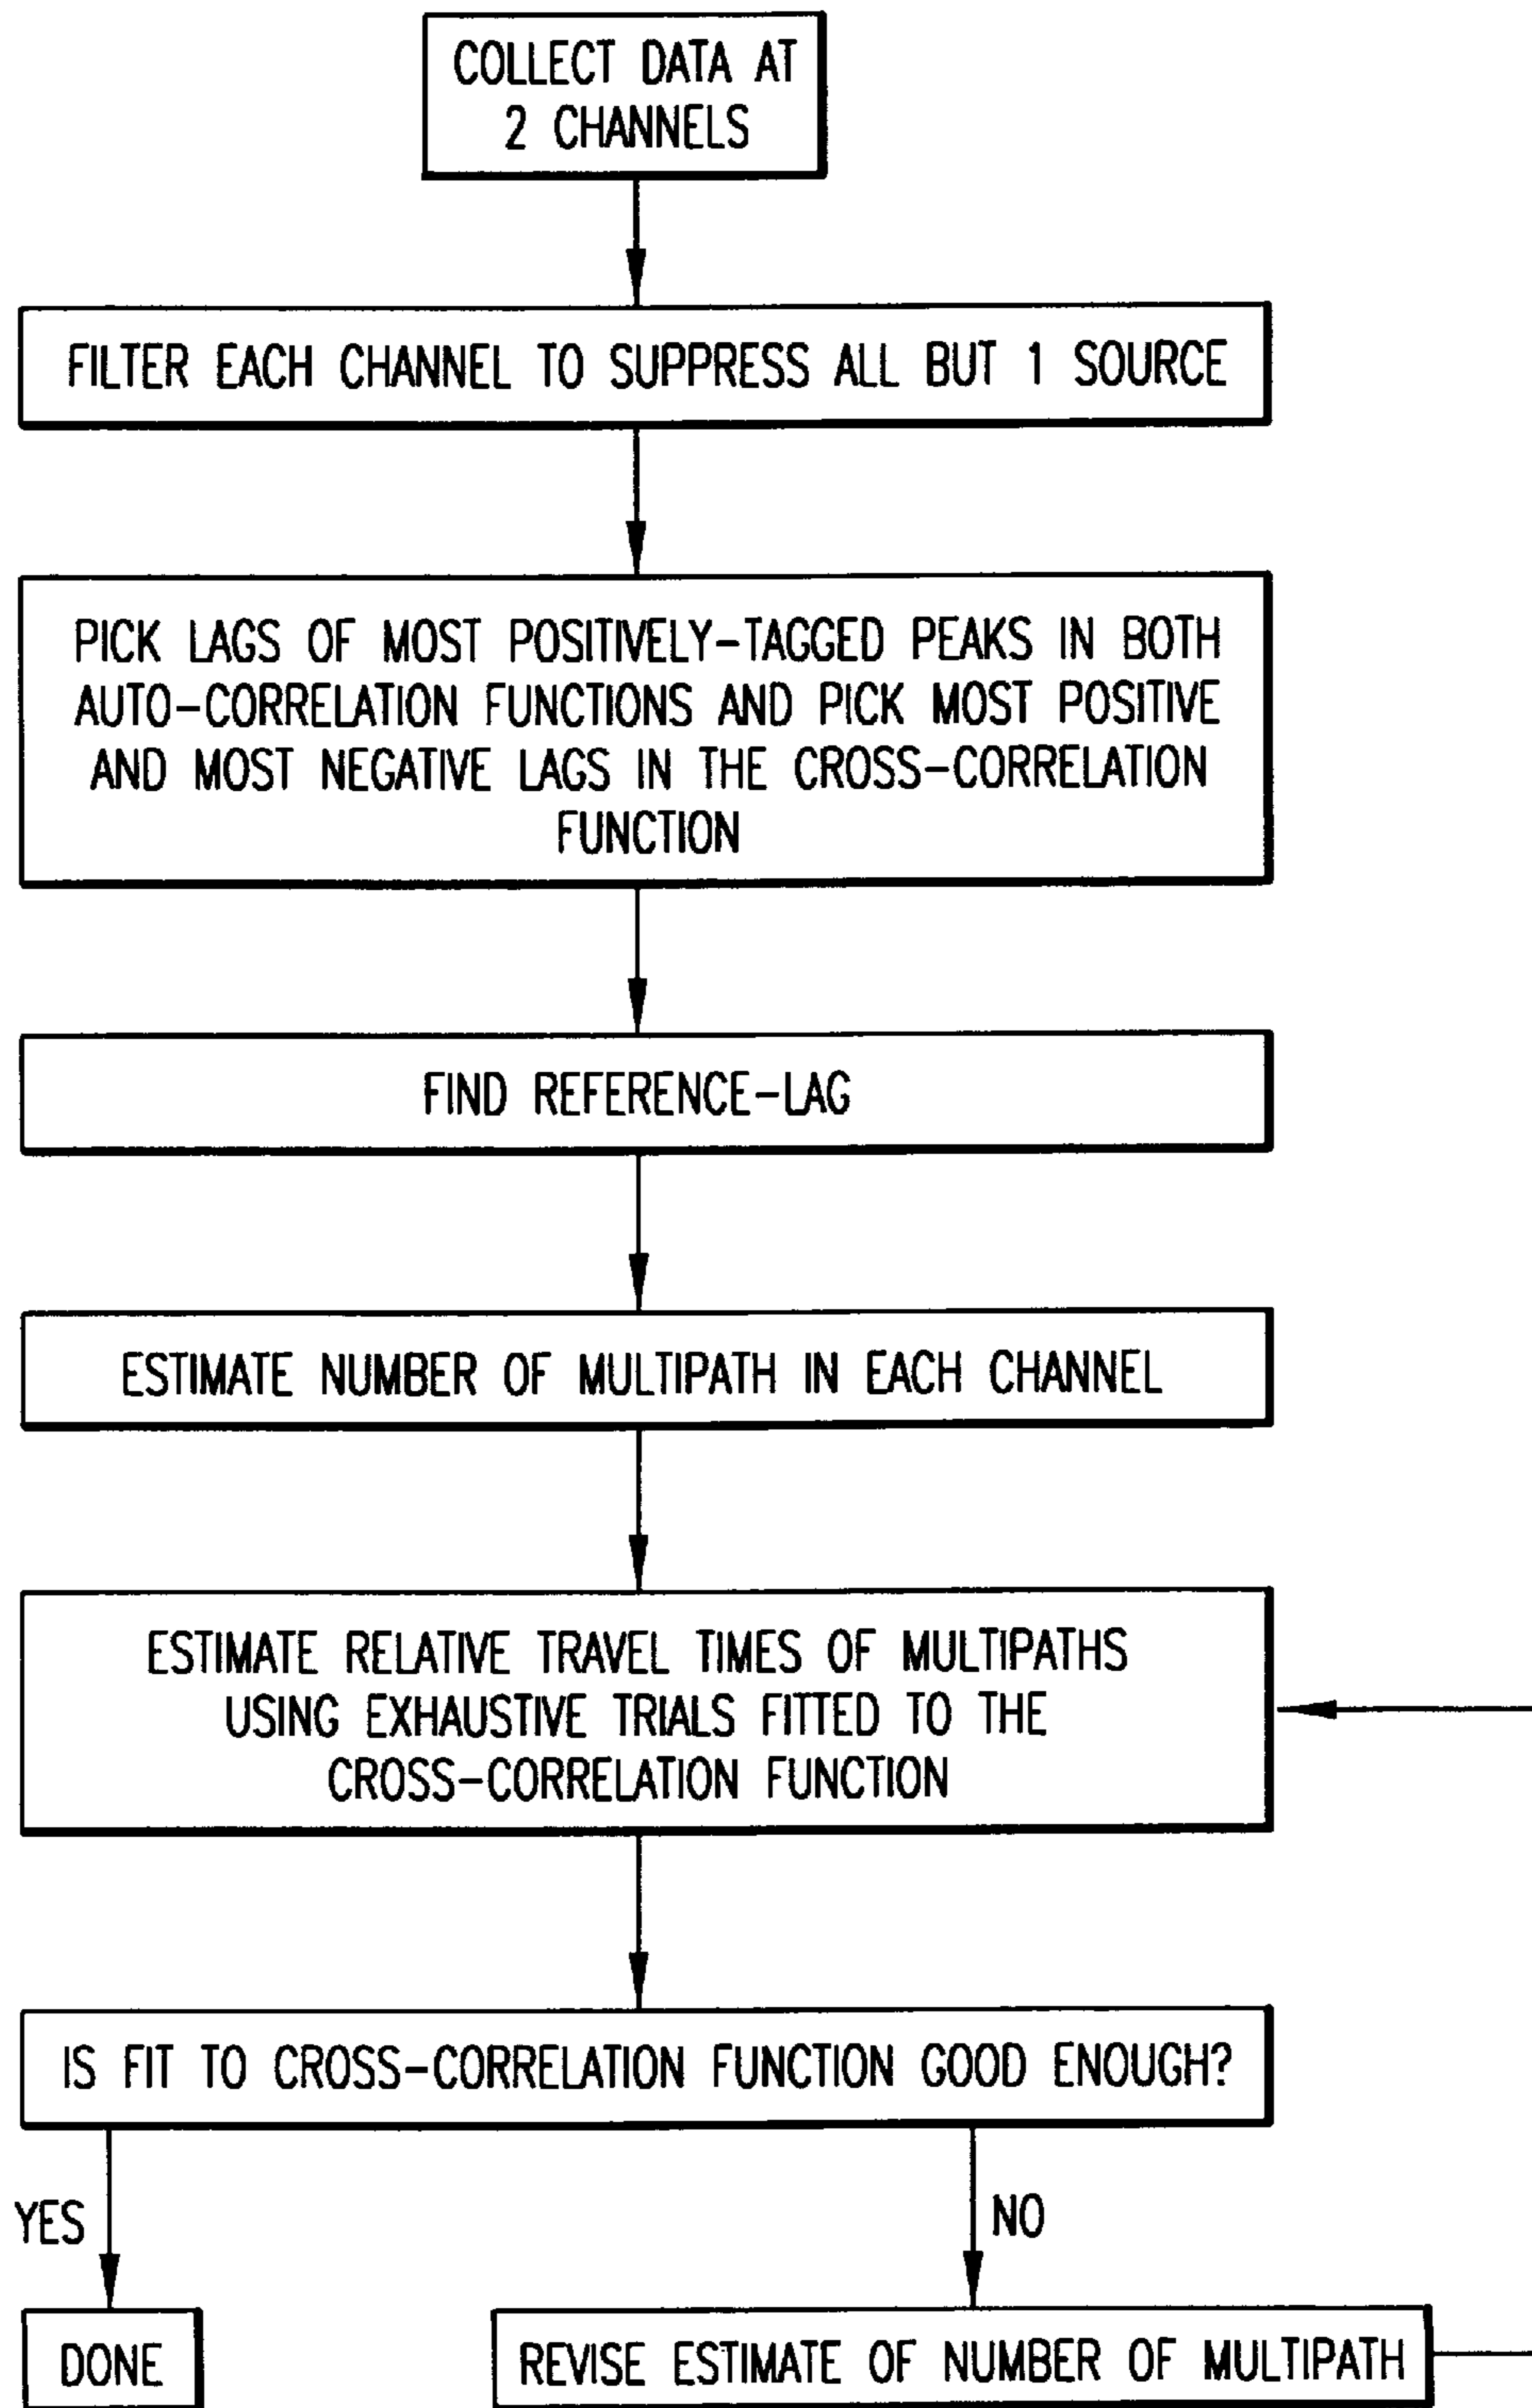 COLLECT DATA AT
2 CHANNELS
FILTER EACH CHANNEL TO SUPPRESS ALL BUT 1 SOURCE
PICK LAGS OF MOST POSITIVELY-TAGGED PEAKS IN BOTH
AUTO-CORRELATION FUNCTIONS AND PICK MOST POSITIVE
AND MOST NEGATIVE LAGS IN THE CROSS-CORRELATION
FUNCTION
FIND REFERENCE-LAG
ESTIMATE NUMBER OF MULTIPATH IN EACH CHANNEL
ESTIMATE RELATIVE TRAVEL TIMES OF MULTIPATHS
USING EXHAUSTIVE TRIALS FITTED TO THE
CROSS-CORRELATION FUNCTION
IS FIT TO CROSS-CORRELATION FUNCTION GOOD ENOUGH?
YES
NO
DONE
REVISE ESTIMATE OF NUMBER OF MULTIPATH